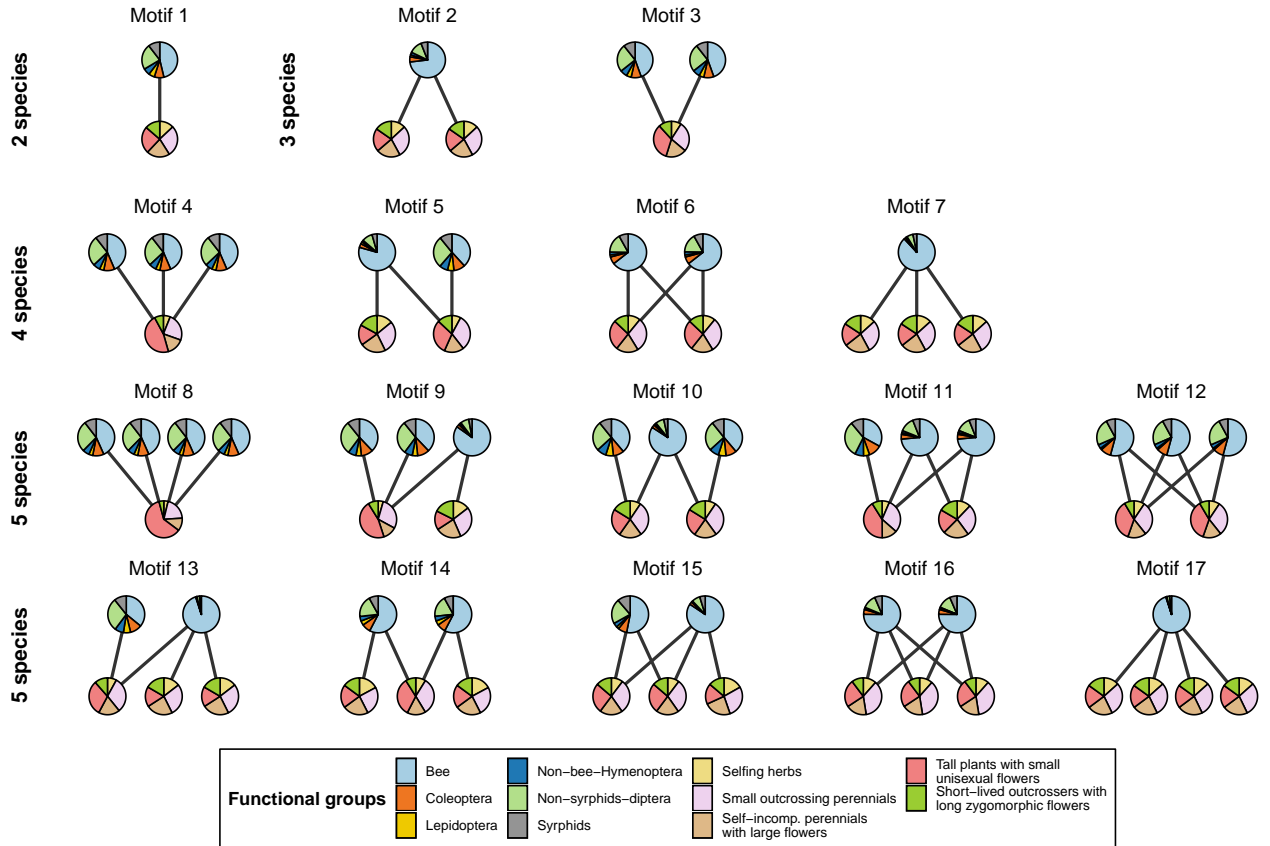 Motif 1
Motif 2
Motif 3
2 species
3 species
Motif 4
Motif 5
Motif 6
Motif 7
4 species
Motif 8
Motif 9
Motif 10
Motif 11
Motif 12
5 species
Motif 13
Motif 14
Motif 15
Motif 16
Motif 17
5 species
Functional groups
Bee
Coleoptera
Lepidoptera
Non−bee−Hymenoptera
Non−syrphids−diptera
Syrphids
Selfing herbs
Small outcrossing perennials
Self−incomp. perennials
with large flowers
Tall plants with small
unisexual flowers
Short−lived outcrossers with
long zygomorphic flowers